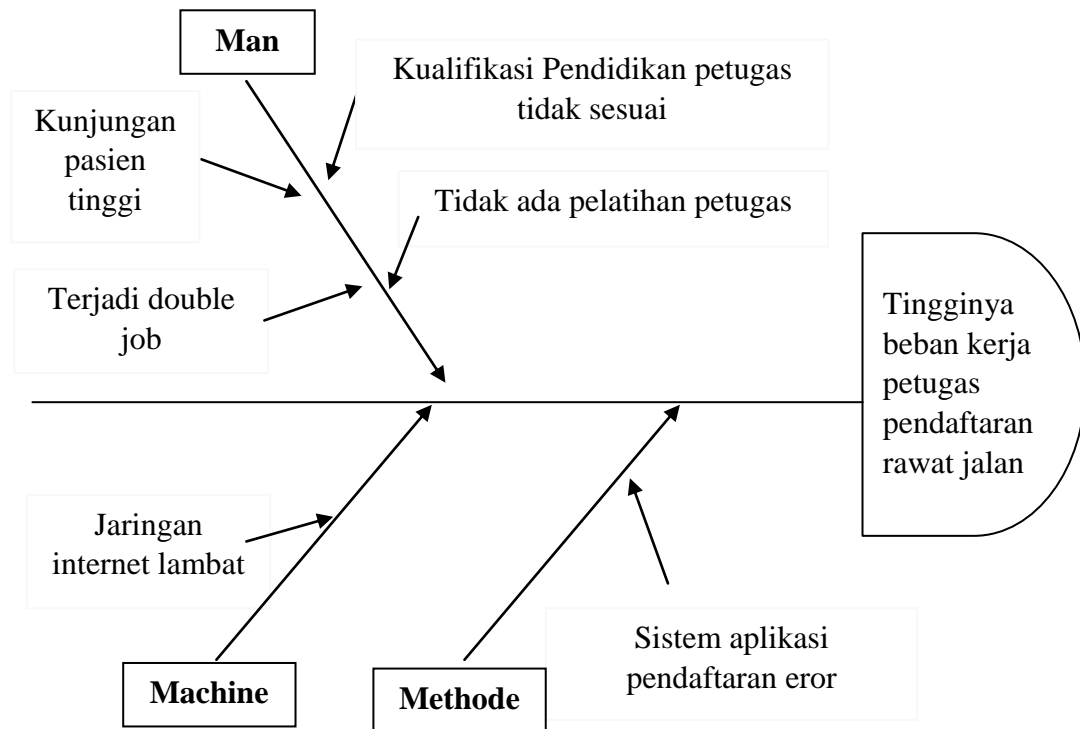 Man
Kualifikasi Pendidikan petugas
tidak sesuai
Kunjungan
pasien
tinggi
Tidak ada pelatihan petugas
Terjadi double
job
Tingginya
beban kerja
petugas
pendaftaran
rawat jalan
Jaringan
internet lambat
Sistem aplikasi
pendaftaran eror
Machine
Methode